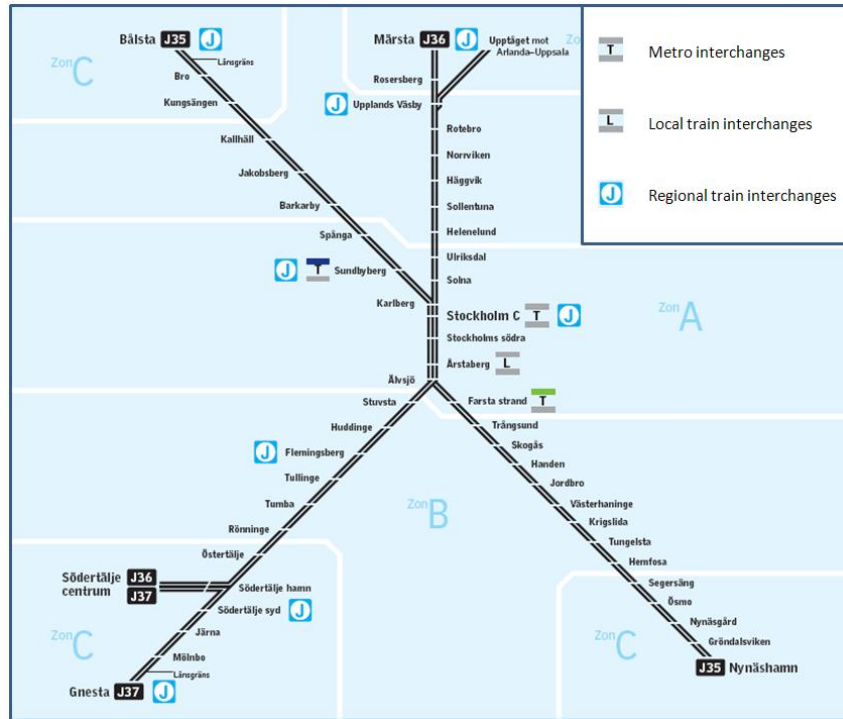 Bålsta J35 J
Länsgräns
Zon C
Bro
Kungsängen
Kallhäll
Jakobsberg
Barkarby
Spånga
J T Sundbyberg
Karlberg
Märsta J36 J
Upptåget mot
Arlanda-Uppsala
Zo
Rosersberg
J Upplands Väsby
Rotebro
Norrviken
Häggvik
Sollentuna
Helenelund
Ulriksdal
Solna
Stockholm C T J
Stockholms södra
Årstaberg L
Älvsjö
Zon A
T Metro interchanges
L Local train interchanges
J Regional train interchanges
Stuvsta
Huddinge
J Flemingsberg
Tullinge
Tumba
Rönninge
Östertälje
Södertälje
centrum
J36
J37
Södertälje hamn
Södertälje syd J
Zon C
Järna
Mölnbo
Länsgräns
Gnesta J37 J
Zon B
Farsta strand T
Trångsund
Skogås
Handen
Jordbro
Västerhaninge
Krigslida
Tungelsta
Hemfosa
Segersäng
Ösmo
Nynäsgård
Gröndalsviken
Zon C
J35 Nynäshamn